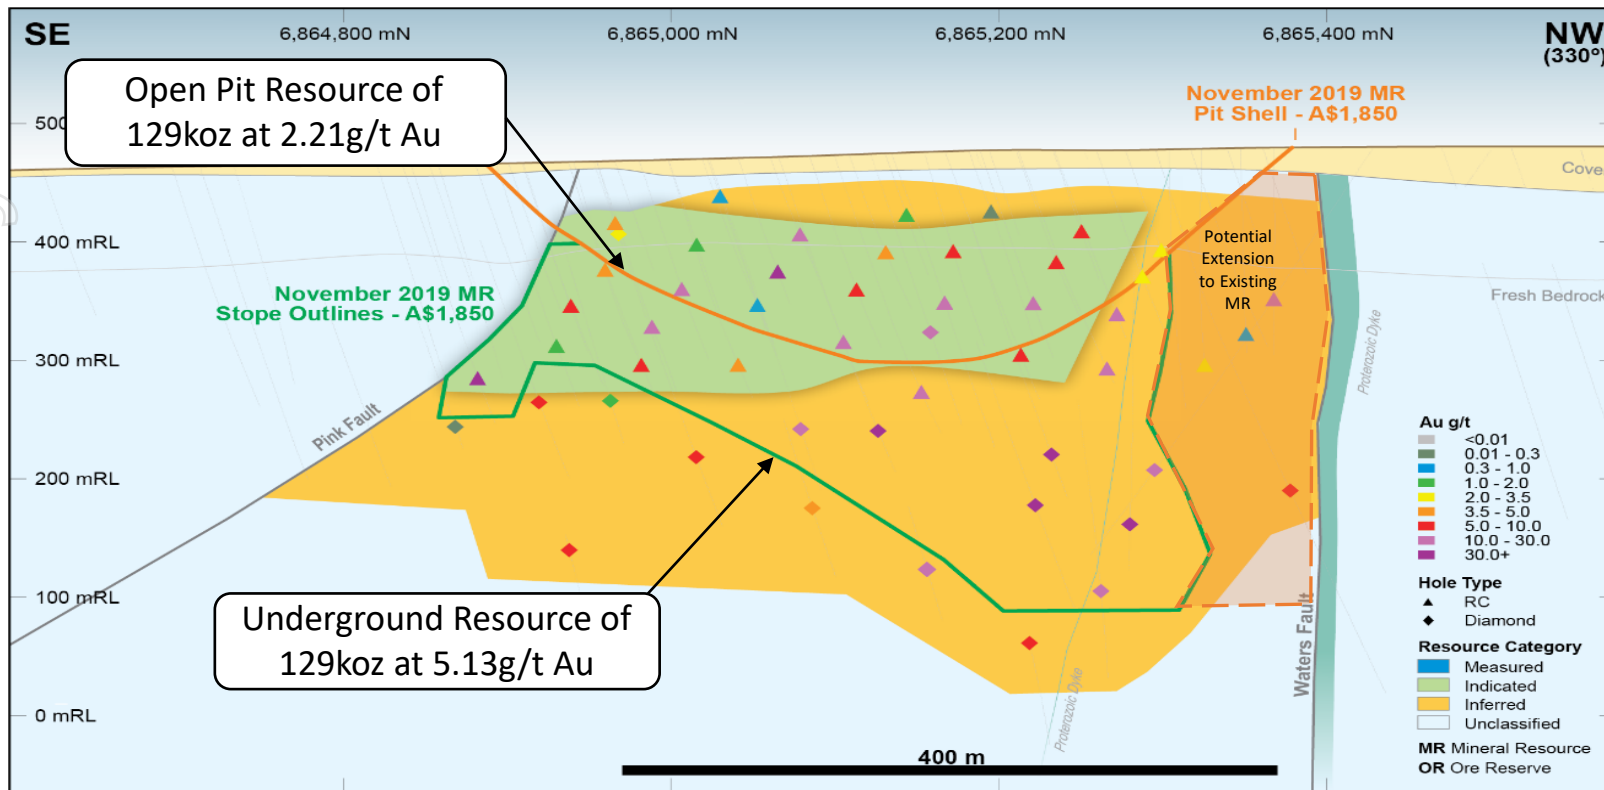 SE
6,864,800 mN
6,865,000 mN
6,865,200 mN
6,865,400 mN
NW
(330°)
Open Pit Resource of
129koz at 2.21g/t Au
November 2019 MR
Pit Shell - A$1,850
400 mRL
300 mRL
200 mRL
100 mRL
0 mRL
Potential
Extension
to Existing
MR
November 2019 MR
Stope Outlines - A$1,850
Fresh Bedrock
Pink Fault
Proterozoic Dyke
Proterozoic Dyke
Waters Fault
Underground Resource of
129koz at 5.13g/t Au
400 m
Au g/t
<0.01
0.01 - 0.3
0.3 - 1.0
1.0 - 2.0
2.0 - 3.5
3.5 - 5.0
5.0 - 10.0
10.0 - 30.0
30.0+
Hole Type
RC
Diamond
Resource Category
Measured
Indicated
Inferred
Unclassified
MR Mineral Resource
OR Ore Reserve